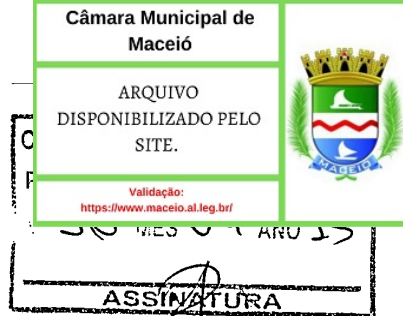 Câmara Municipal de
Maceió
ARQUIVO
DISPONIBILIZADO PELO
SITE.
Validação:
https://www.maceio.al.leg.br/
MACEIÓ
MES ANO
ASSINATURA